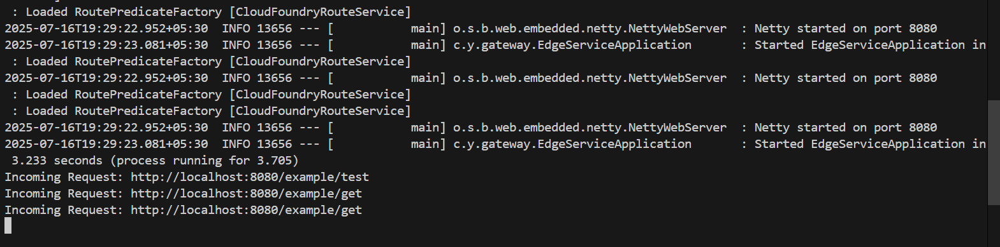 : Loaded RoutePredicateFactory [CloudFoundryRouteService]
2025-07-16T19:29:22.952+05:30  INFO 13656 --- [           main] o.s.b.web.embedded.netty.NettyWebServer  : Netty started on port 8080
2025-07-16T19:29:23.081+05:30  INFO 13656 --- [           main] c.y.gateway.EdgeServiceApplication       : Started EdgeServiceApplication in
 : Loaded RoutePredicateFactory [CloudFoundryRouteService]
2025-07-16T19:29:22.952+05:30  INFO 13656 --- [           main] o.s.b.web.embedded.netty.NettyWebServer  : Netty started on port 8080
 : Loaded RoutePredicateFactory [CloudFoundryRouteService]
 : Loaded RoutePredicateFactory [CloudFoundryRouteService]
2025-07-16T19:29:22.952+05:30  INFO 13656 --- [           main] o.s.b.web.embedded.netty.NettyWebServer  : Netty started on port 8080
2025-07-16T19:29:23.081+05:30  INFO 13656 --- [           main] c.y.gateway.EdgeServiceApplication       : Started EdgeServiceApplication in
 3.233 seconds (process running for 3.705)
Incoming Request: http://localhost:8080/example/test
Incoming Request: http://localhost:8080/example/get
Incoming Request: http://localhost:8080/example/get